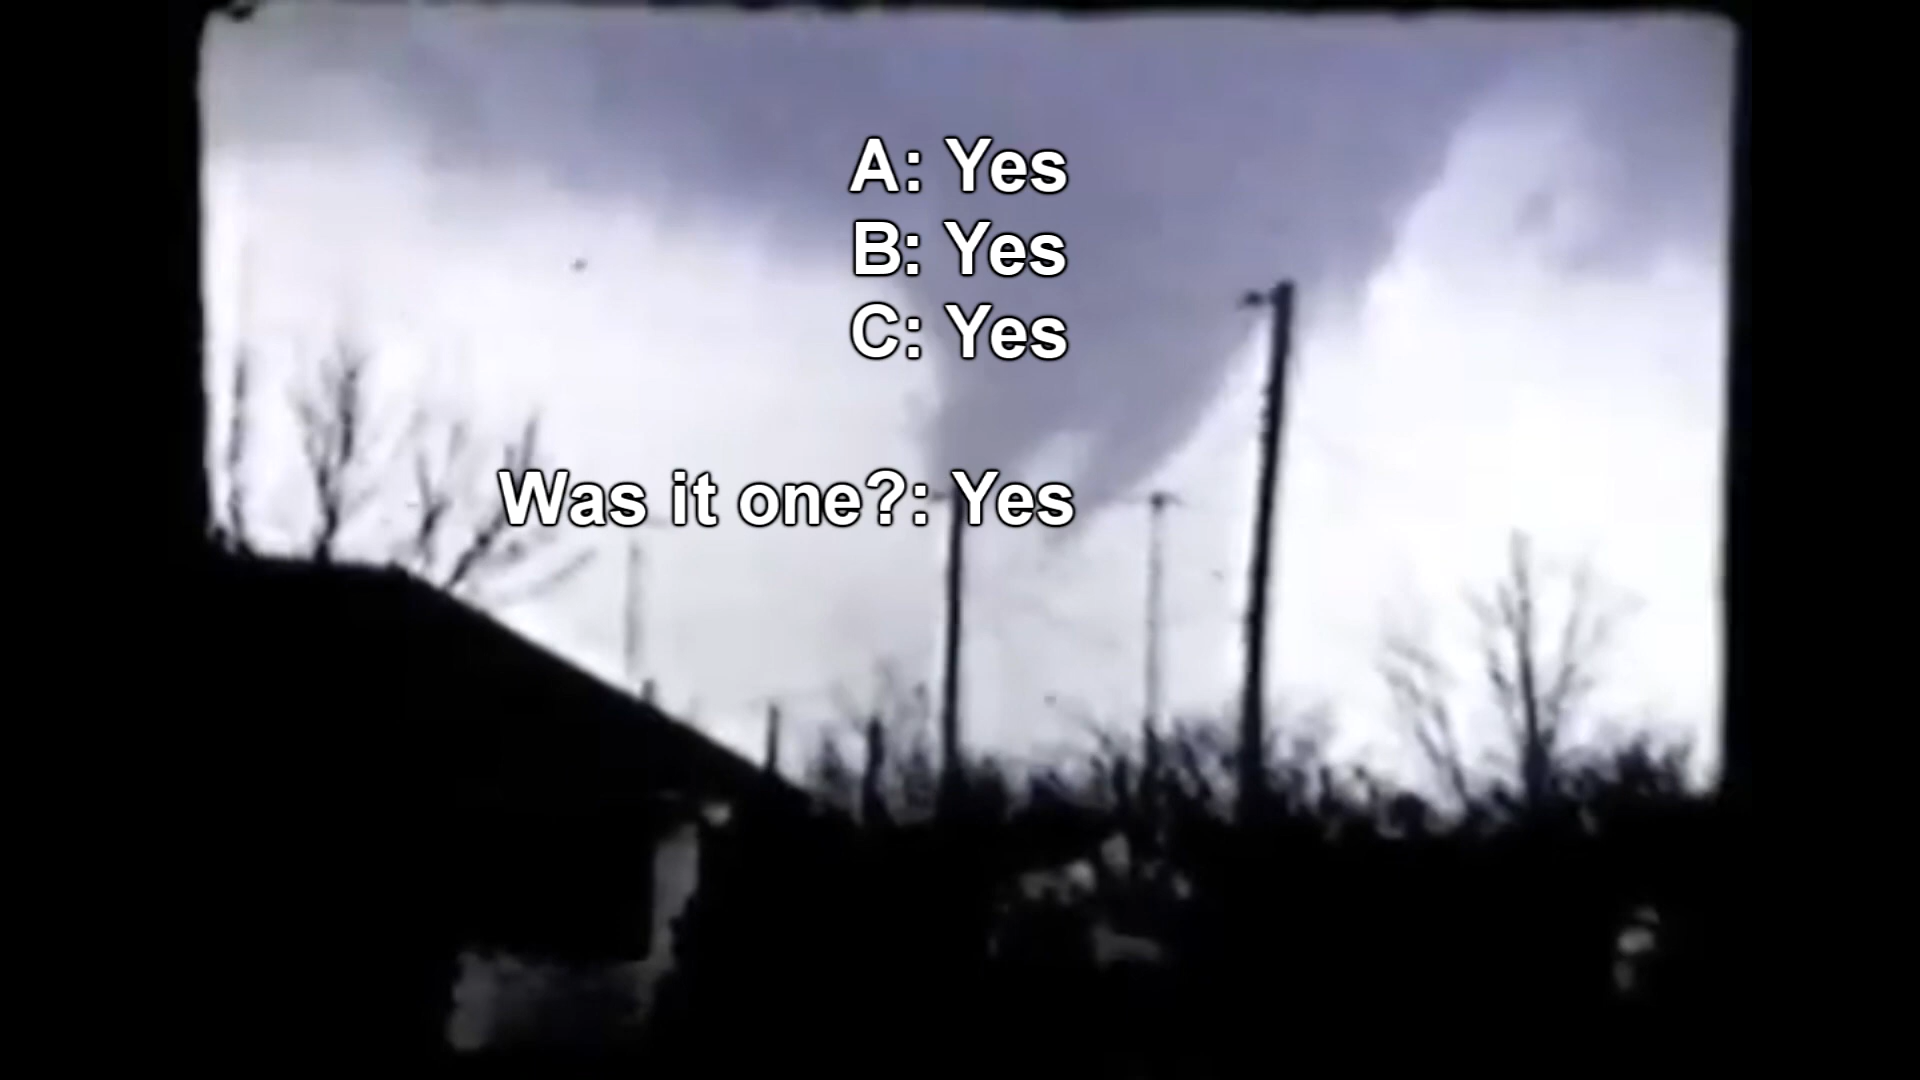 A: Yes
B: Yes
C: Yes
Was it one?: Yes